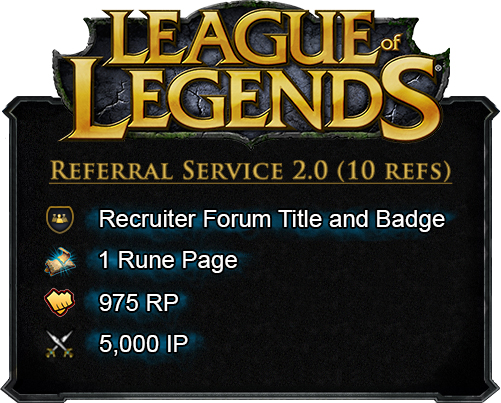 LEAGUE of
LEGENDS®
REFERRAL SERVICE 2.0 (10 REFS)
Recruiter Forum Title and Badge
1 Rune Page
975 RP
5,000 IP